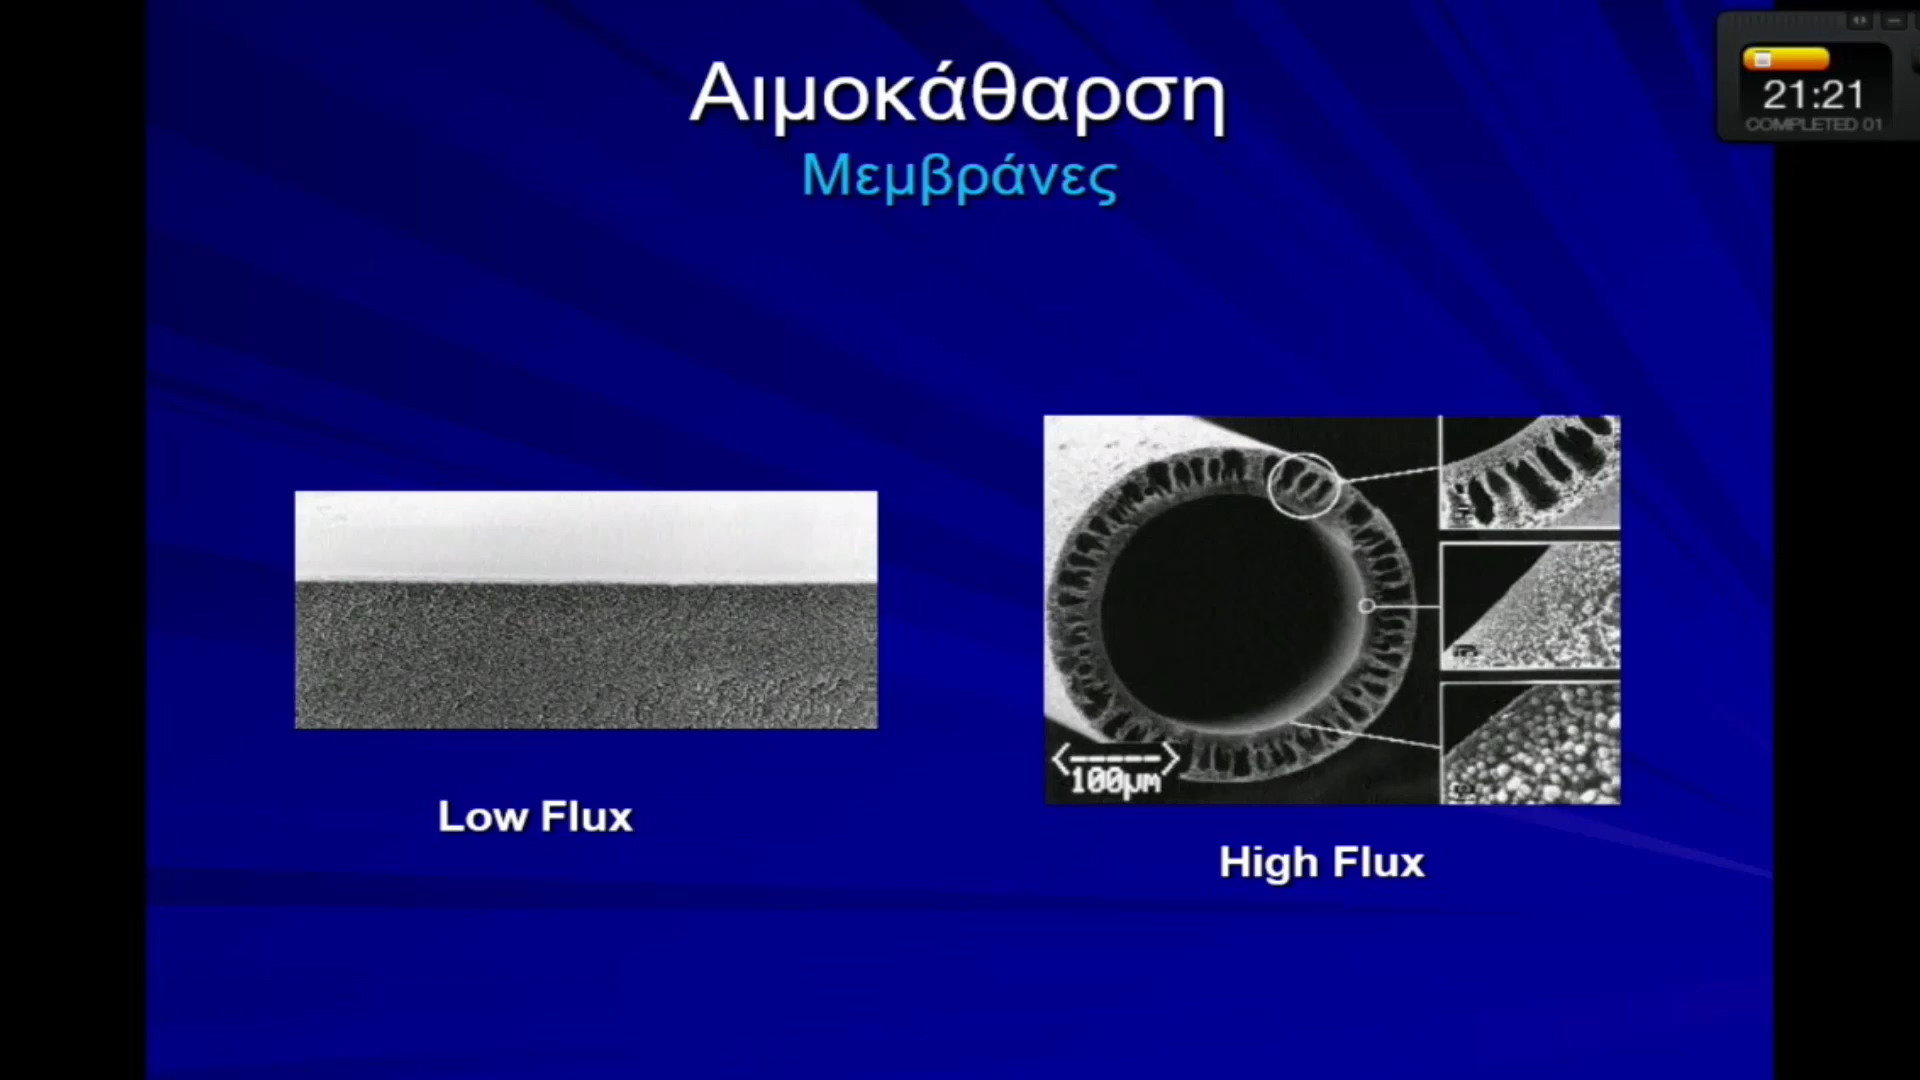 Αιμοκάθαρση
Μεμβράνες
21:21
COMPLETED 01
100μm
Low Flux
High Flux